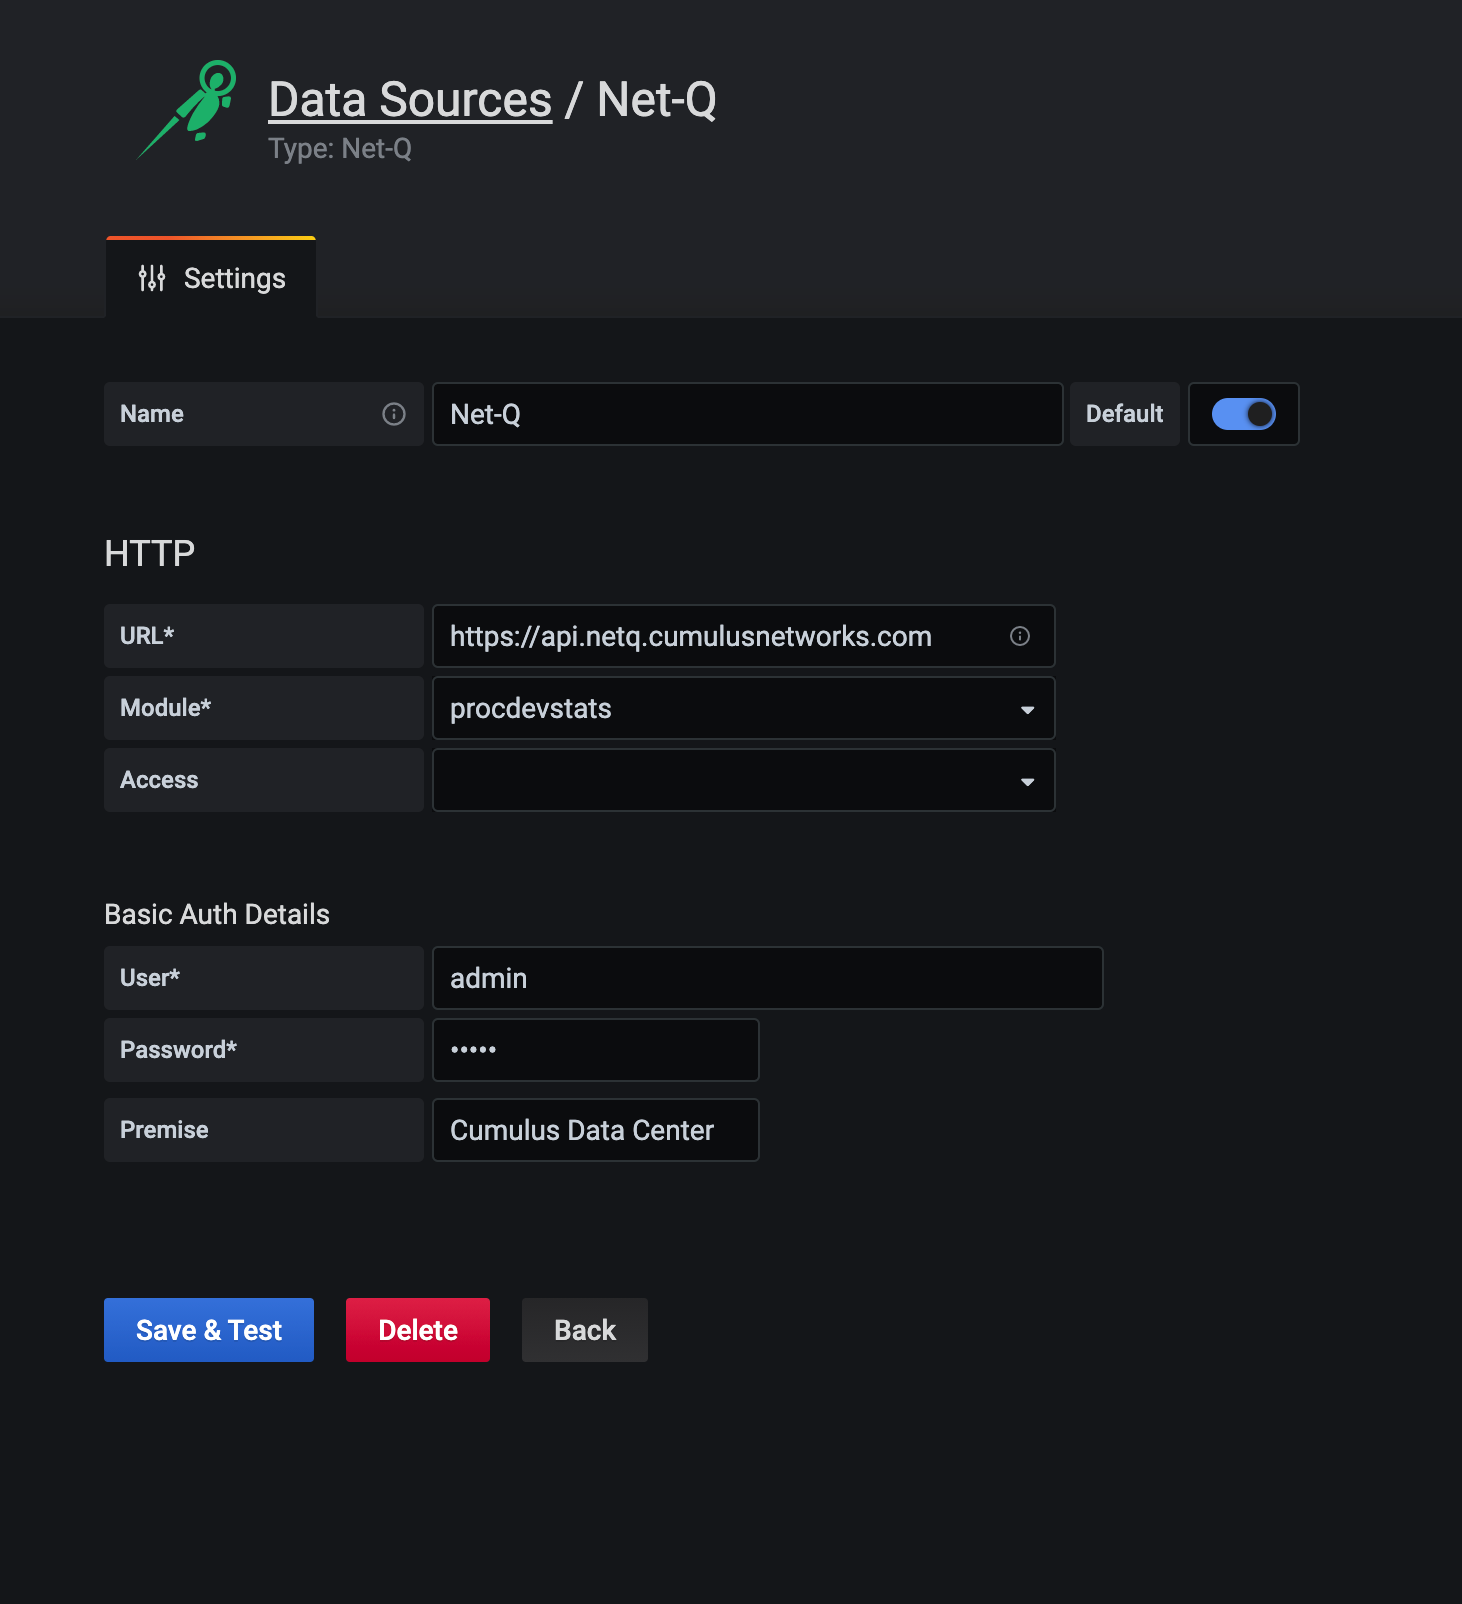 Data Sources / Net-Q
Type: Net-Q
Settings
Name
Net-Q
Default
HTTP
URL*
https://api.netq.cumulusnetworks.com
Module*
procdevstats
Access
Basic Auth Details
User*
admin
Password*
•••••
Premise
Cumulus Data Center
Save & Test
Delete
Back